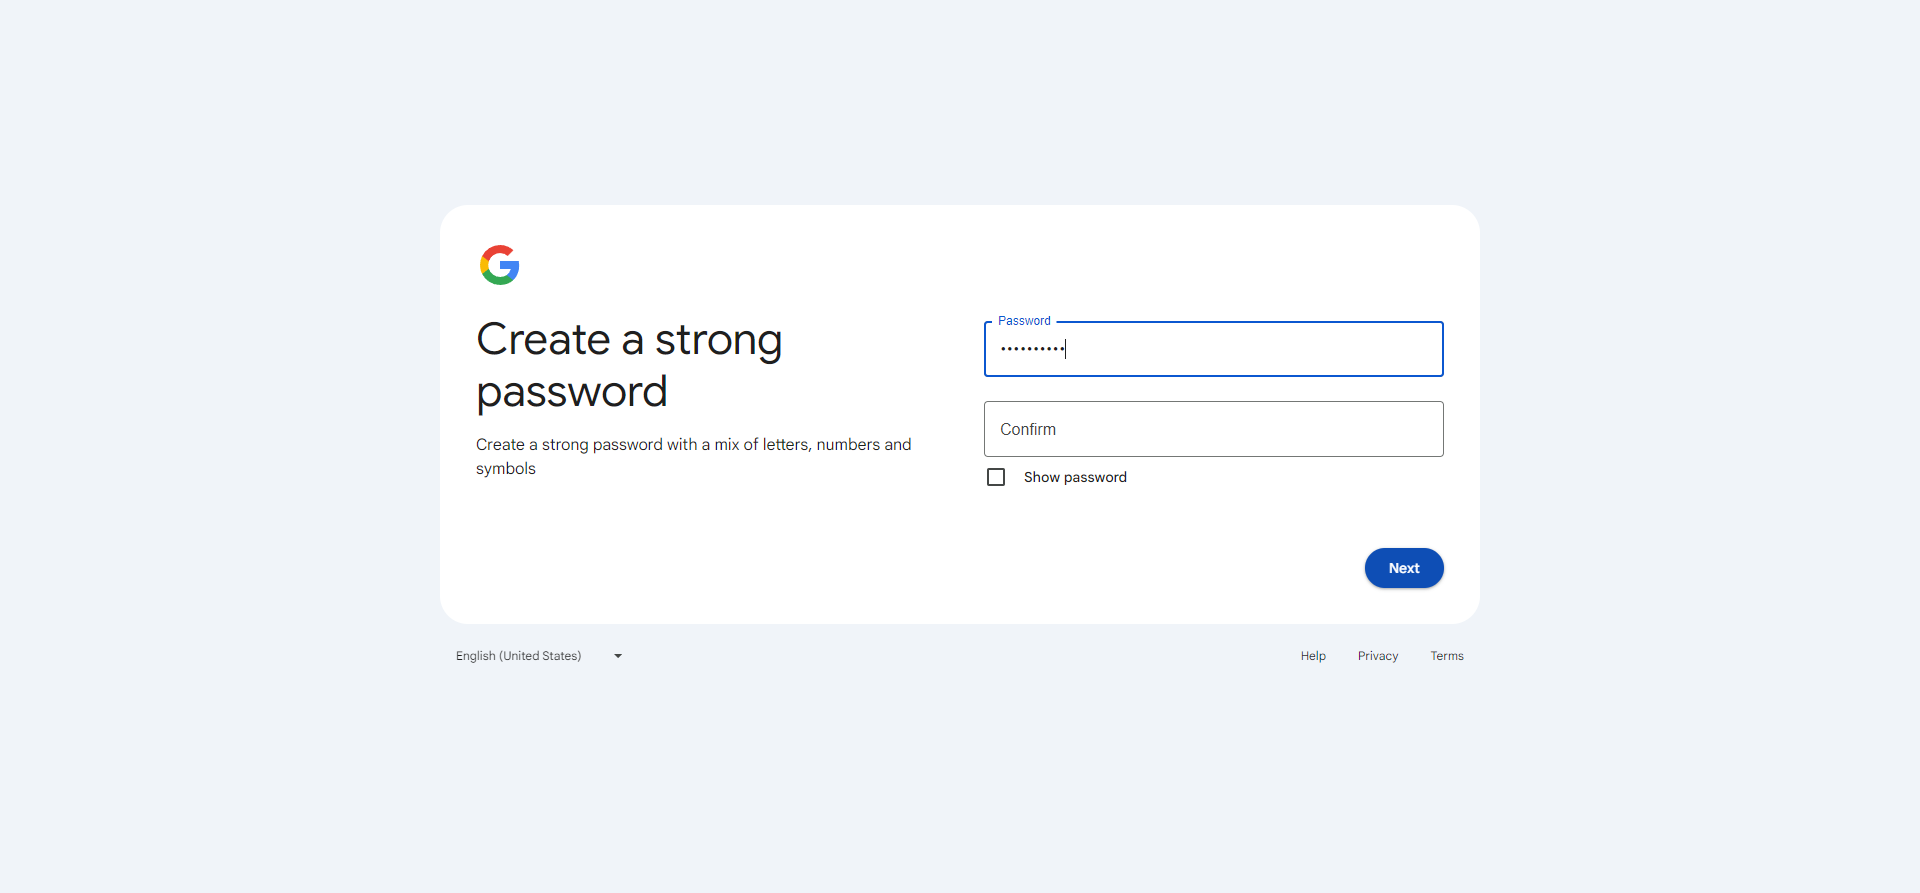 Create a strong
password
Create a strong password with a mix of letters, numbers and
symbols
Password
••••••••••
Confirm
Show password
Next
English (United States)
Help
Privacy
Terms